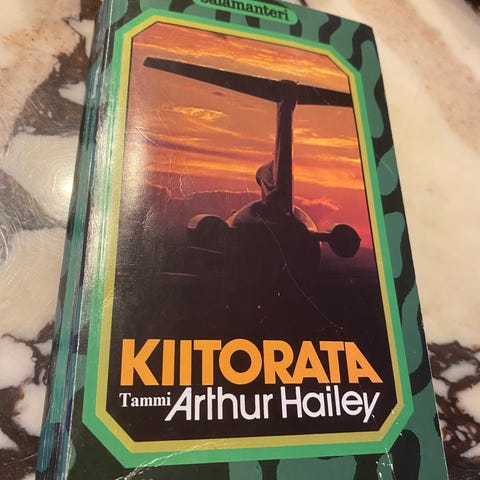 salamanteri
KIITORATA
Tammi Arthur Hailey